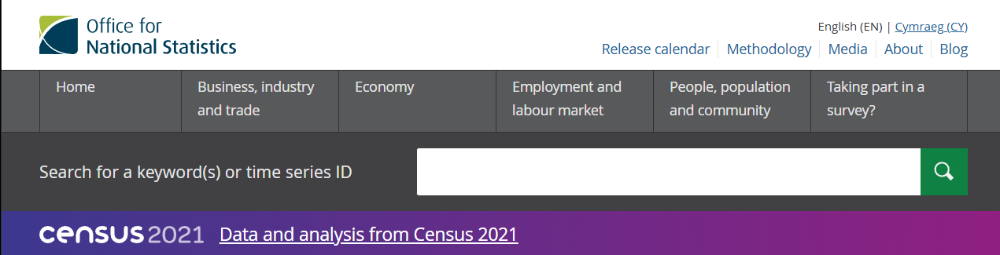 Office for
National Statistics
English (EN) | Cymraeg (CY)
Release calendar Methodology Media About Blog
Home
Business, industry
and trade
Economy
Employment and
labour market
People, population
and community
Taking part in a
survey?
Search for a keyword(s) or time series ID
census 2021 Data and analysis from Census 2021